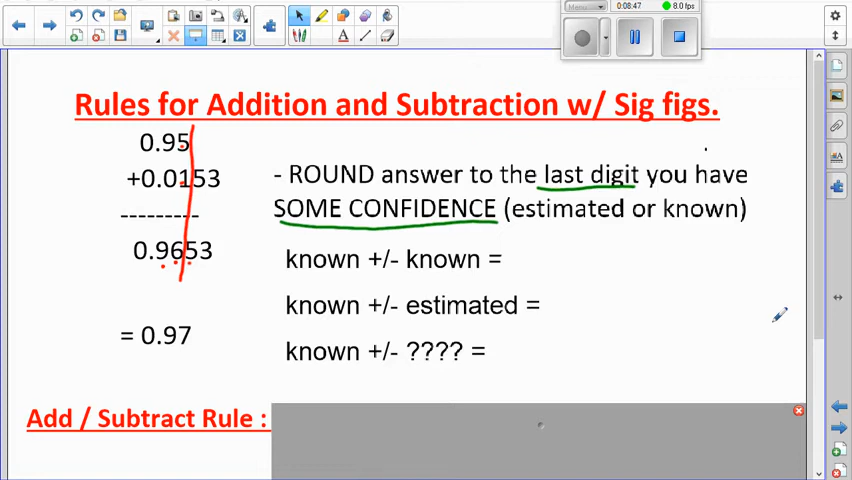 Menu
0:08:47
8.0 fps
Rules for Addition and Subtraction w/ Sig figs.
0.95
+0.0153
---------
0.9653
= 0.97
- ROUND answer to the last digit you have
SOME CONFIDENCE (estimated or known)
known +/- known =
known +/- estimated =
known +/- ???? =
Add / Subtract Rule :